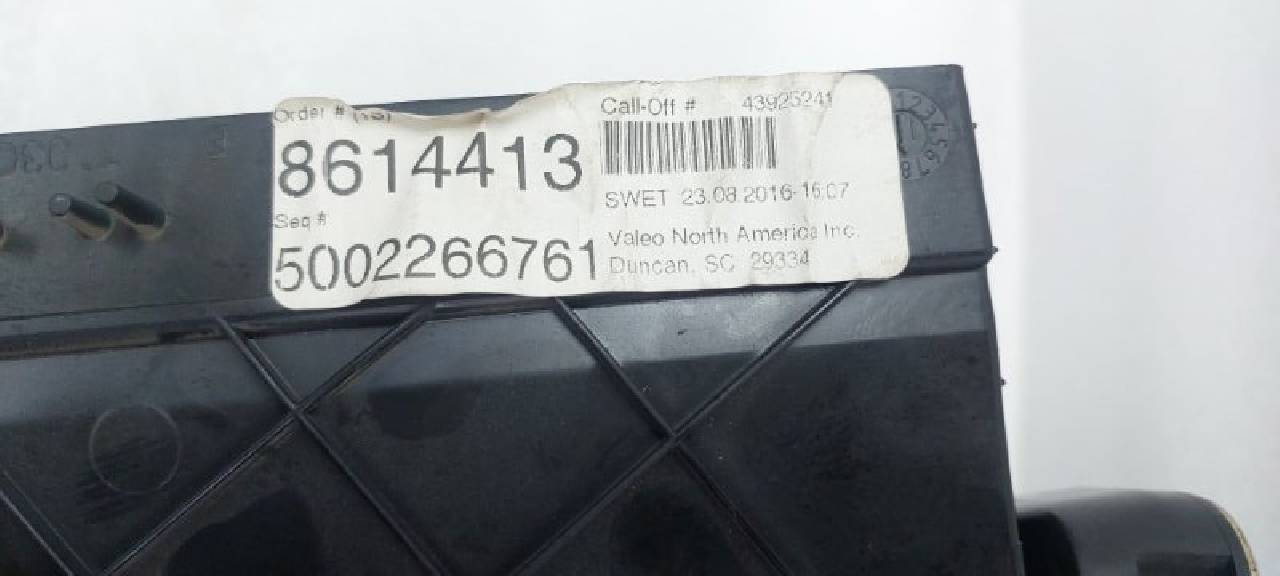 Order # (10)
8614413
Seq #
5002266761
Call-Off # 43925241
SWET 23.08.2016-16:07
Valeo North America Inc.
Duncan, SC 29334